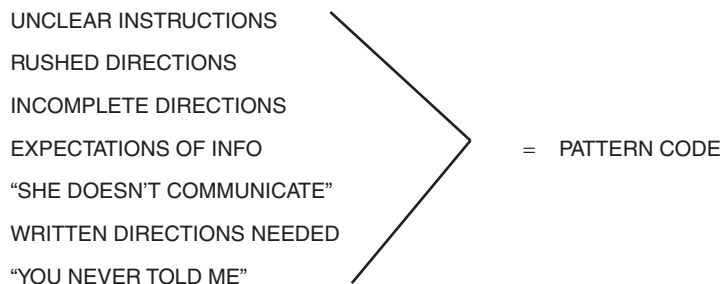 UNCLEAR INSTRUCTIONS
RUSHED DIRECTIONS
INCOMPLETE DIRECTIONS
EXPECTATIONS OF INFO = PATTERN CODE
“SHE DOESN’T COMMUNICATE”
WRITTEN DIRECTIONS NEEDED
“YOU NEVER TOLD ME”